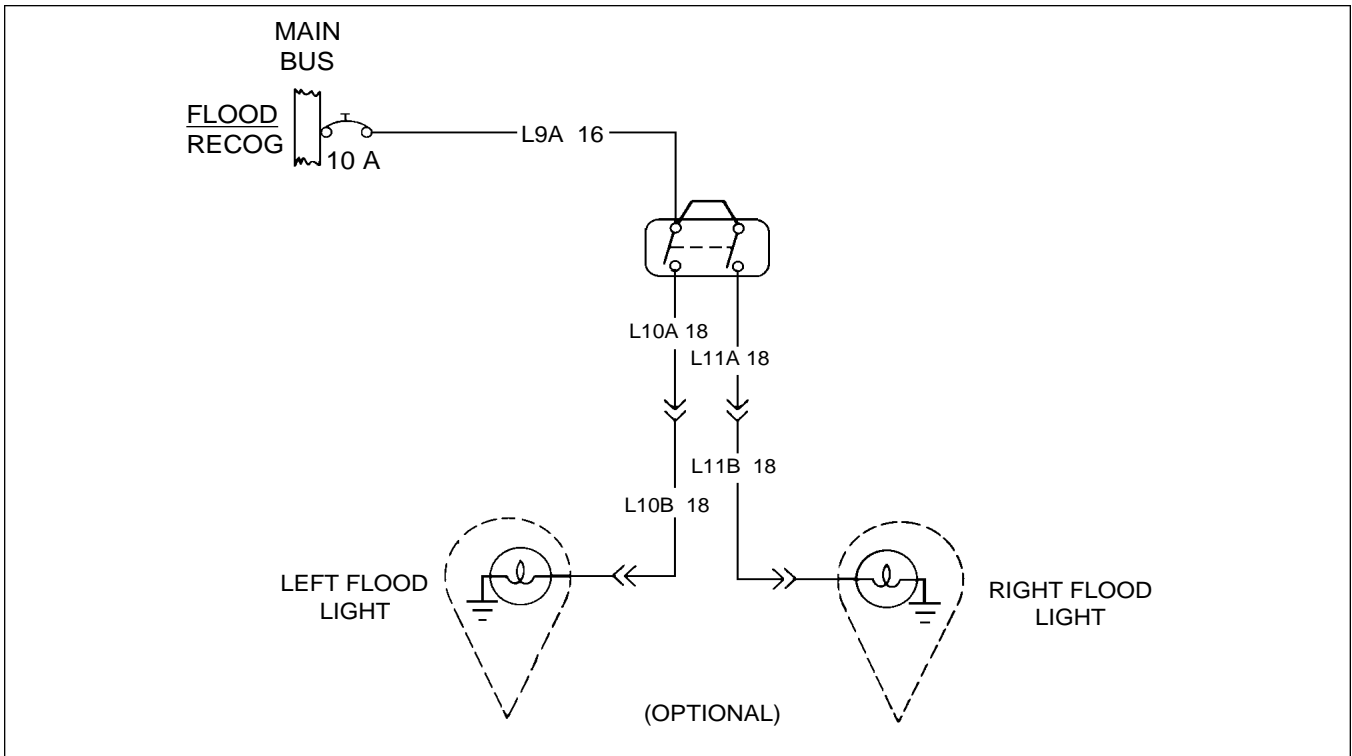 MAIN
BUS
FLOOD
RECOG
10 A
L9A 16
L10A 18
L11A 18
L11B 18
L10B 18
LEFT FLOOD
LIGHT
RIGHT FLOOD
LIGHT
(OPTIONAL)